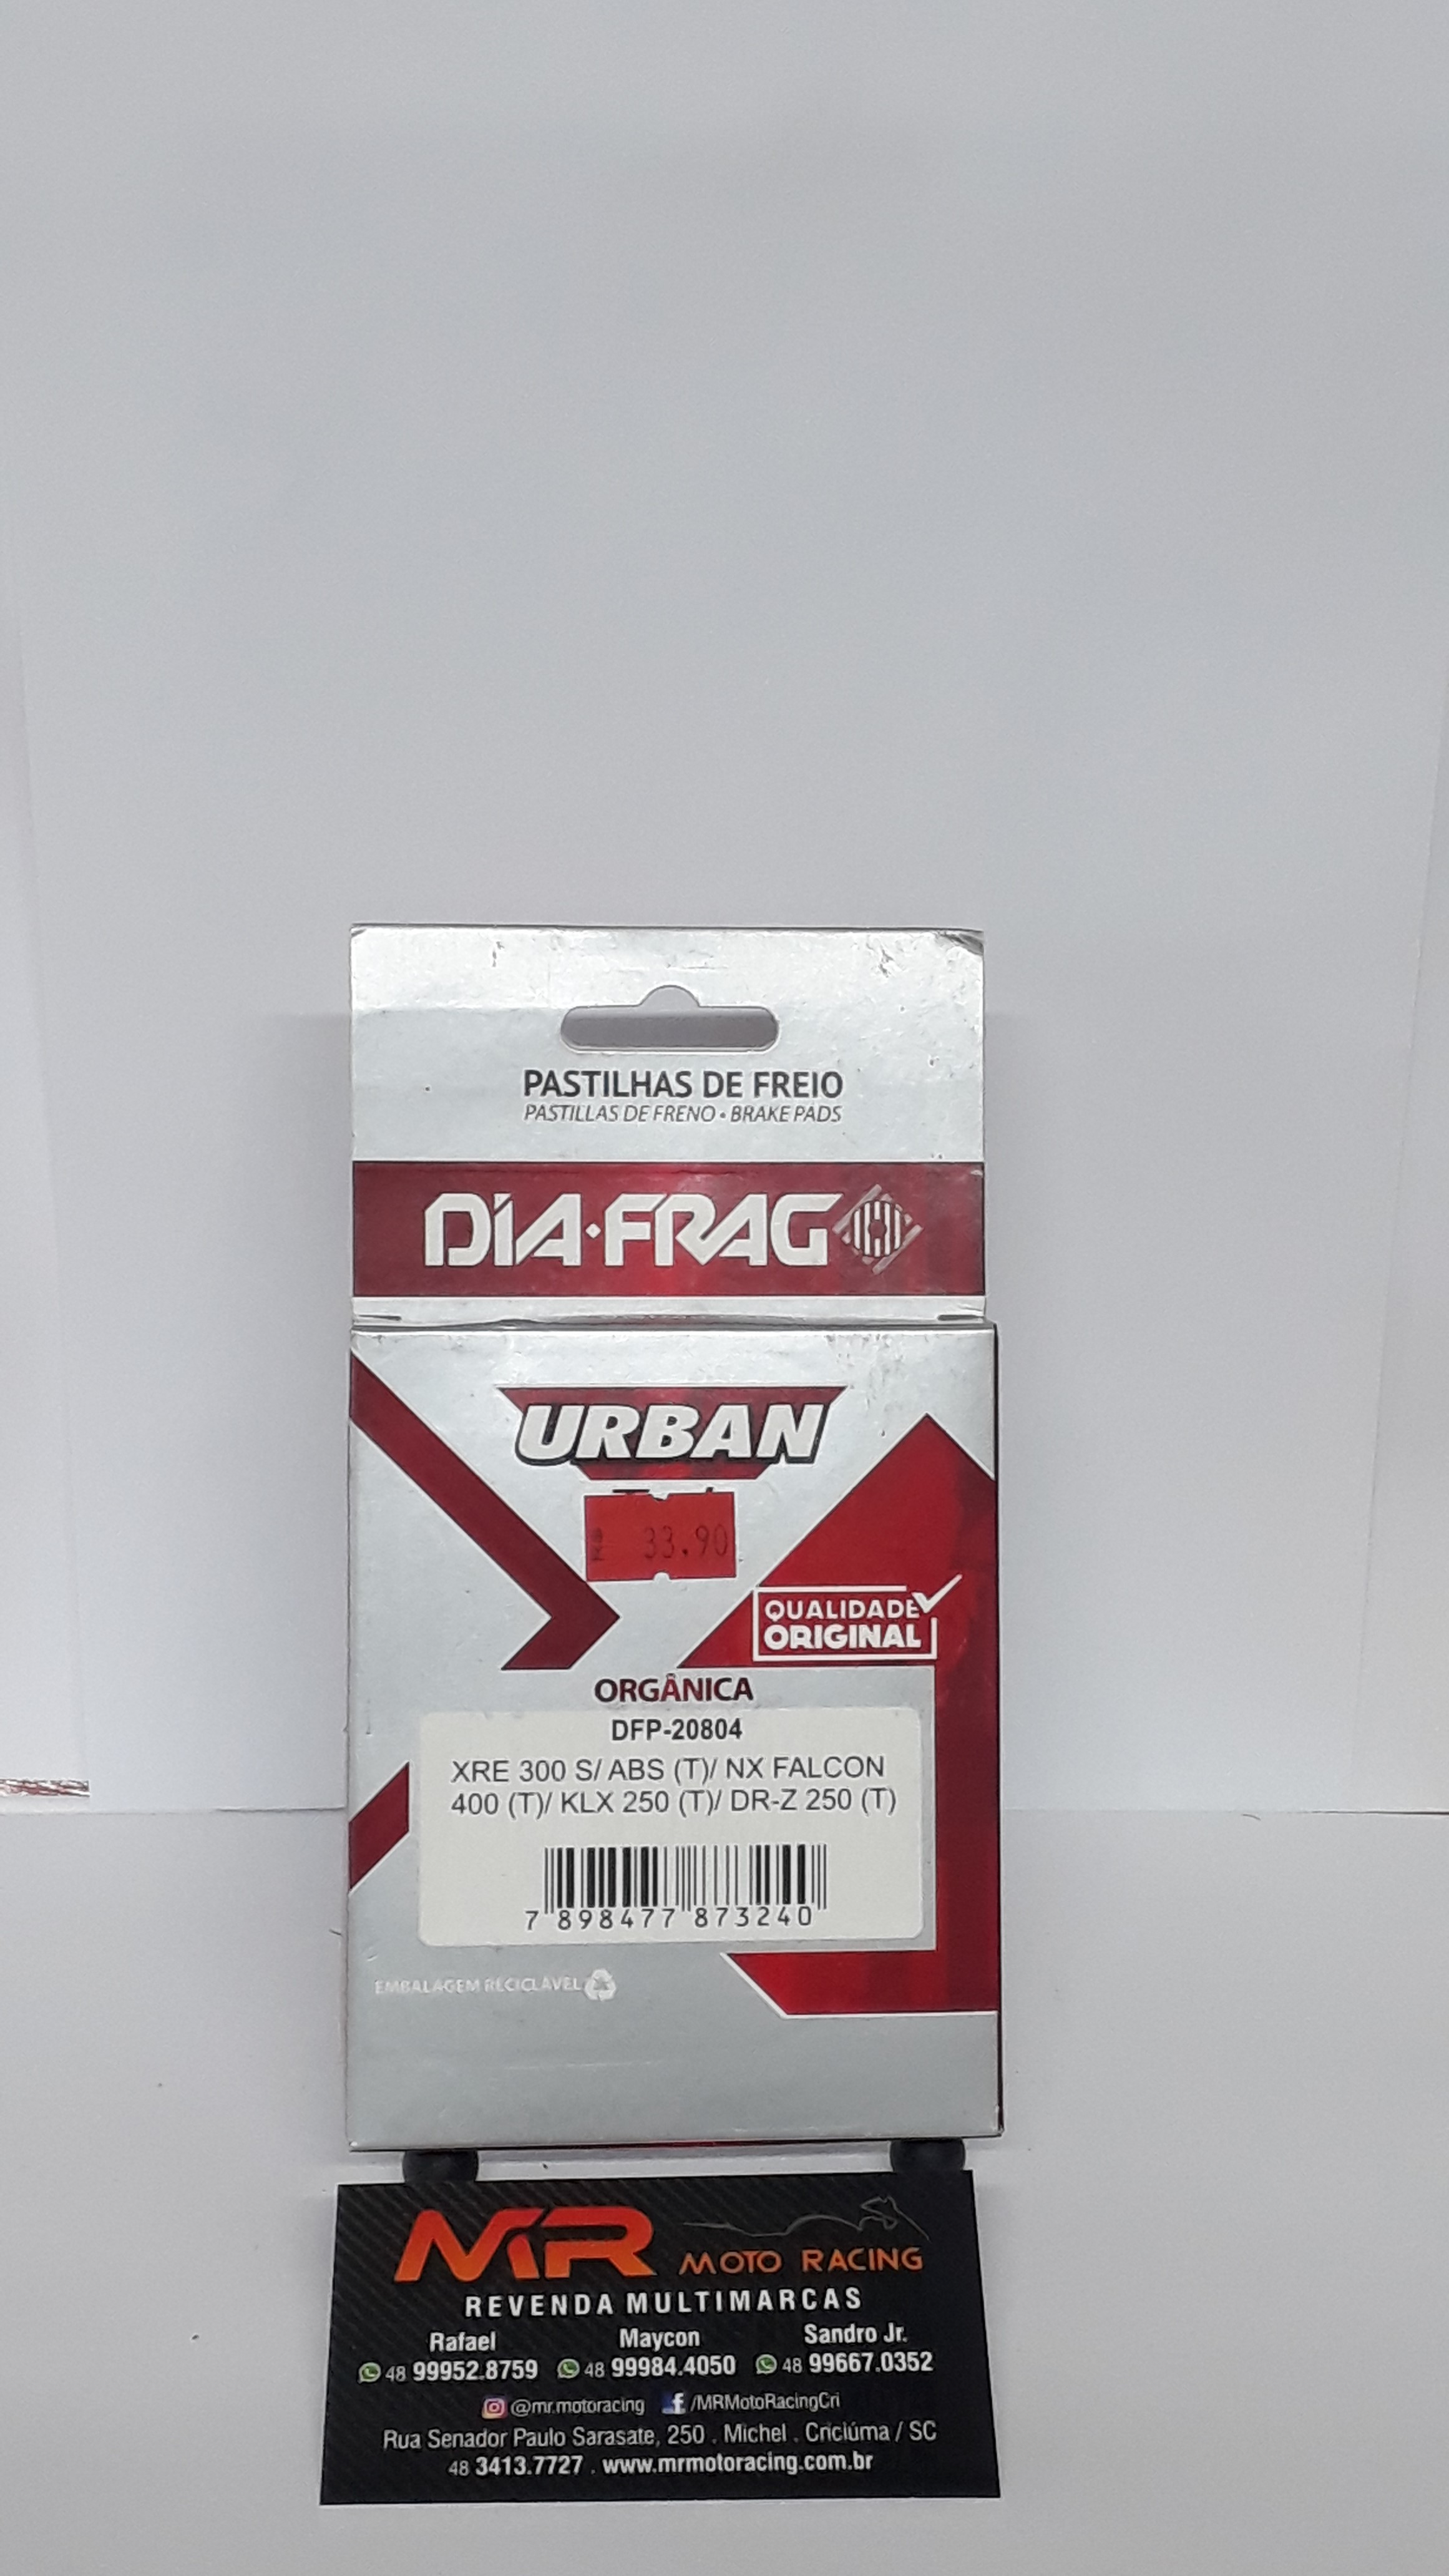 PASTILHAS DE FREIO
PASTILLAS DE FRENO • BRAKE PADS
DIA•FRAG
URBAN
33.90
QUALIDADE
ORIGINAL
ORGÂNICA
DFP-20804
XRE 300 S/ ABS (T)/ NX FALCON
400 (T)/ KLX 250 (T)/ DR-Z 250 (T)
7 898477 873240
EMBALAGEM RECICLÁVEL
MR MOTO RACING
REVENDA MULTIMARCAS
Rafael Maycon Sandro Jr.
48 99952.8759 48 99984.4050 48 99667.0352
@mr.motoracing /MRMotoRacingCri
Rua Senador Paulo Sarasate, 250 . Michel . Criciúma / SC
48 3413.7727 . www.mrmotoracing.com.br